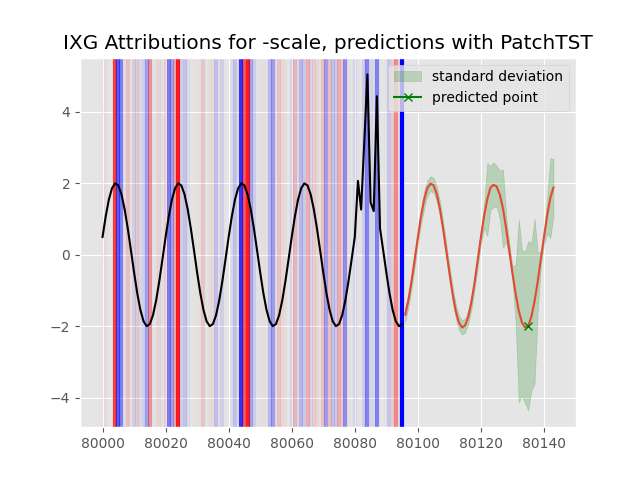 IXG Attributions for -scale, predictions with PatchTST
standard deviation
predicted point
4
2
0
−2
−4
80000 80020 80040 80060 80080 80100 80120 80140